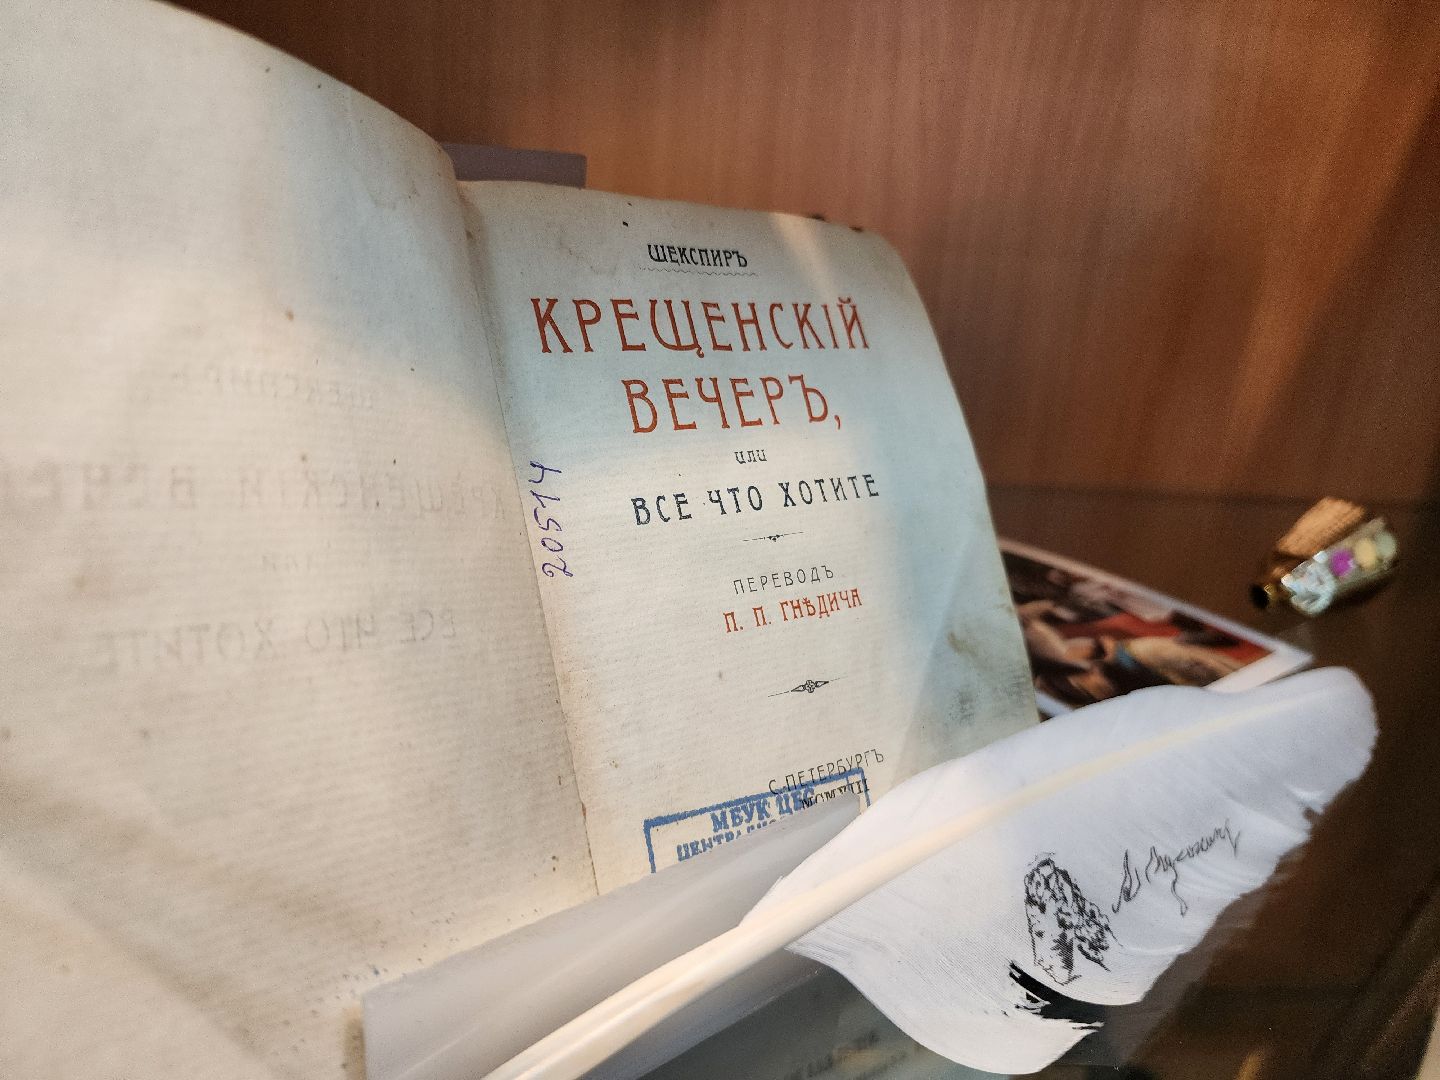 ШЕКСПИРЪ
КРЕЩЕНСКІЙ
ВЕЧЕРЪ,
или
ВСЕ ЧТО ХОТИТЕ
ПЕРЕВОДЪ
П. П. ГНѢДИЧА
С.-ПЕТЕРБУРГЪ
МБУК ЦБС
20514